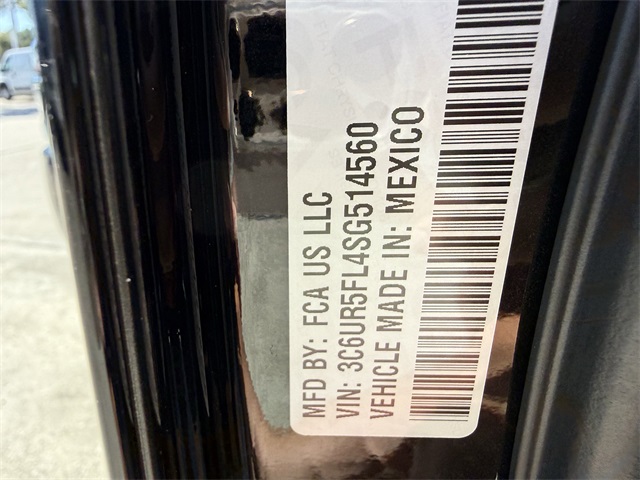 MFD BY: FCA US LLC
VIN: 3C6UR5FL4SG514560
VEHICLE MADE IN: MEXICO